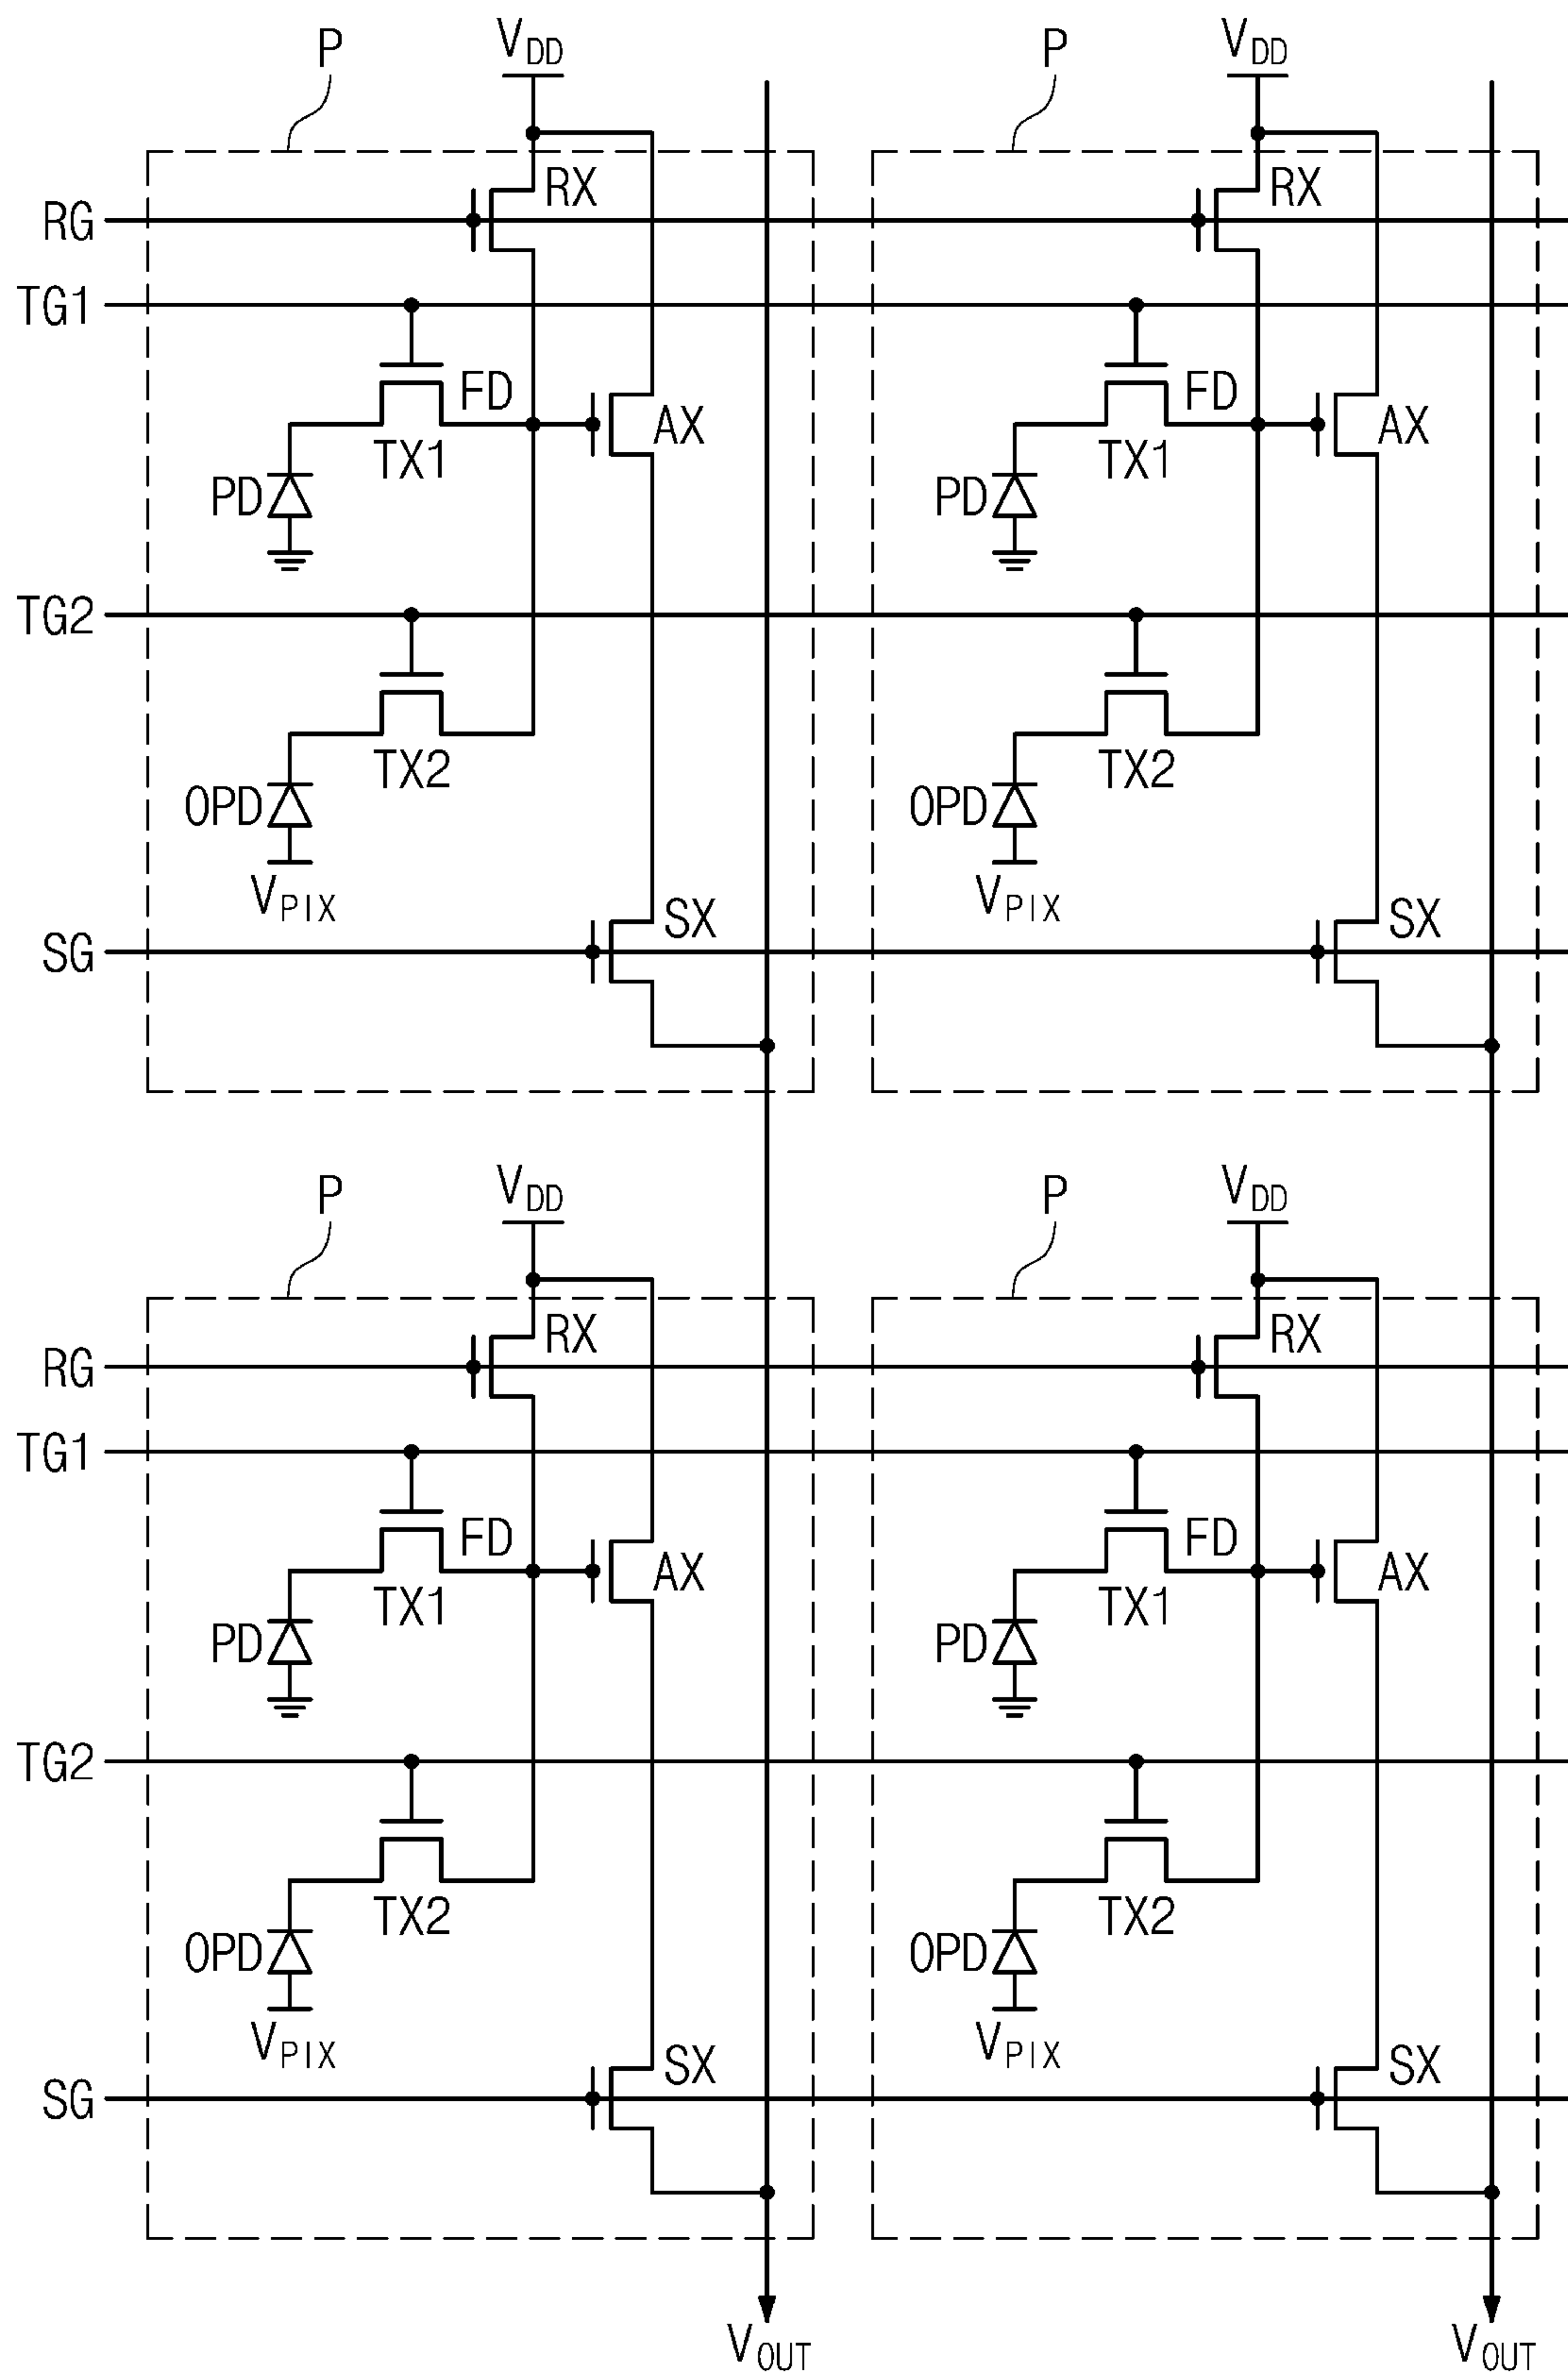 P VDD P VDD
RX RX
RG
TG1
FD FD
AX AX
TX1 TX1
PD PD
TG2
TX2 TX2
OPD OPD
VPIX VPIX
SX SX
SG
P VDD P VDD
RX RX
RG
TG1
FD FD
AX AX
TX1 TX1
PD PD
TG2
TX2 TX2
OPD OPD
VPIX VPIX
SX SX
SG
VOUT VOUT